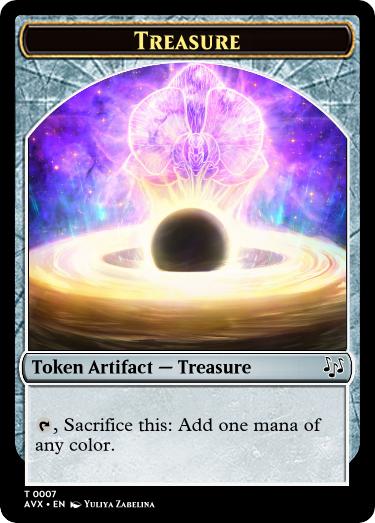 TREASURE
Token Artifact — Treasure
, Sacrifice this: Add one mana of
any color.
T 0007
AVX • EN YULIYA ZABELINA